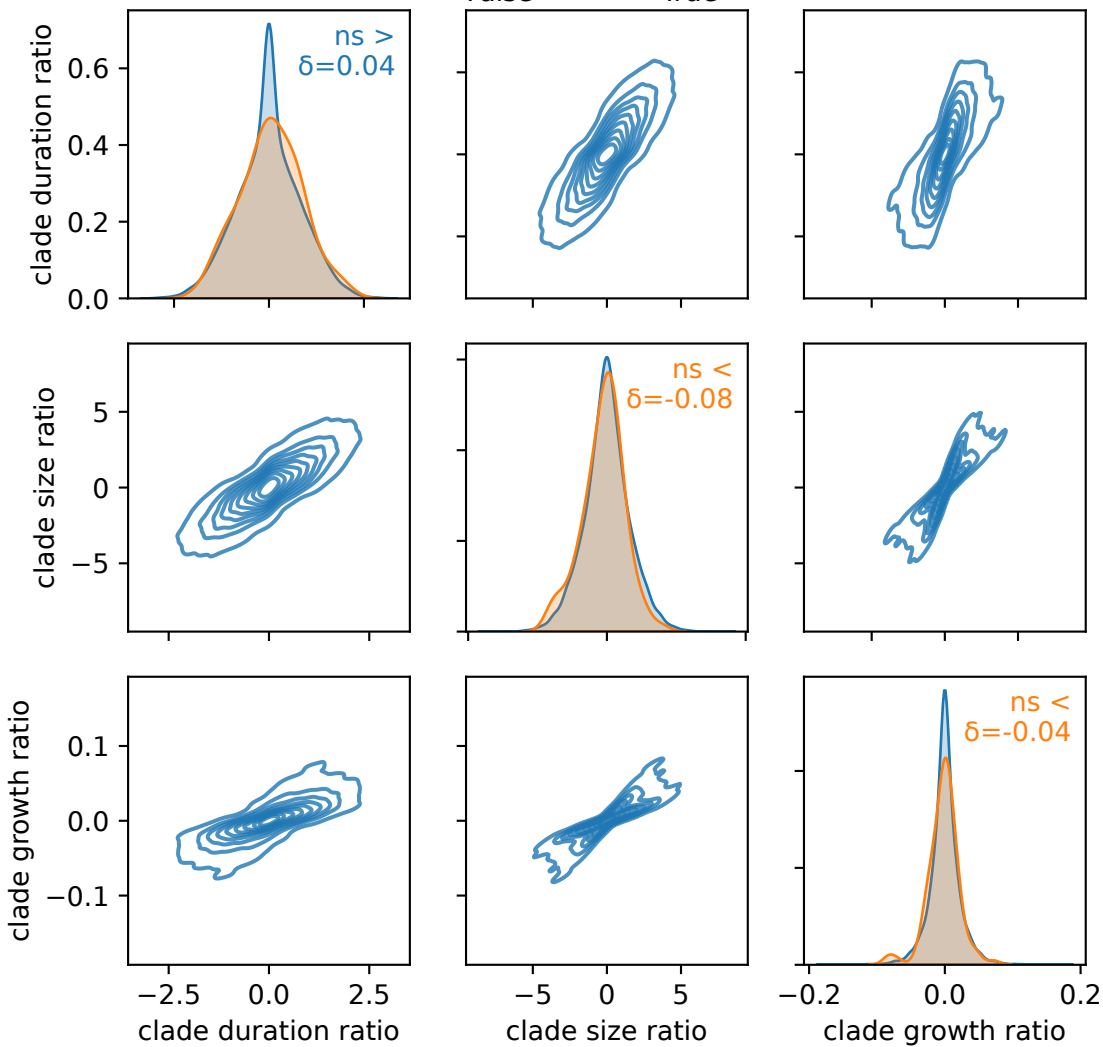 clade duration ratio
0.6
0.4
0.2
0.0
ns >
δ=0.04
clade size ratio
5
0
−5
ns <
δ=-0.08
clade growth ratio
0.1
0.0
−0.1
ns <
δ=-0.04
−2.5
0.0
2.5
−5
0
5
−0.2
0.0
0.2
clade duration ratio
clade size ratio
clade growth ratio